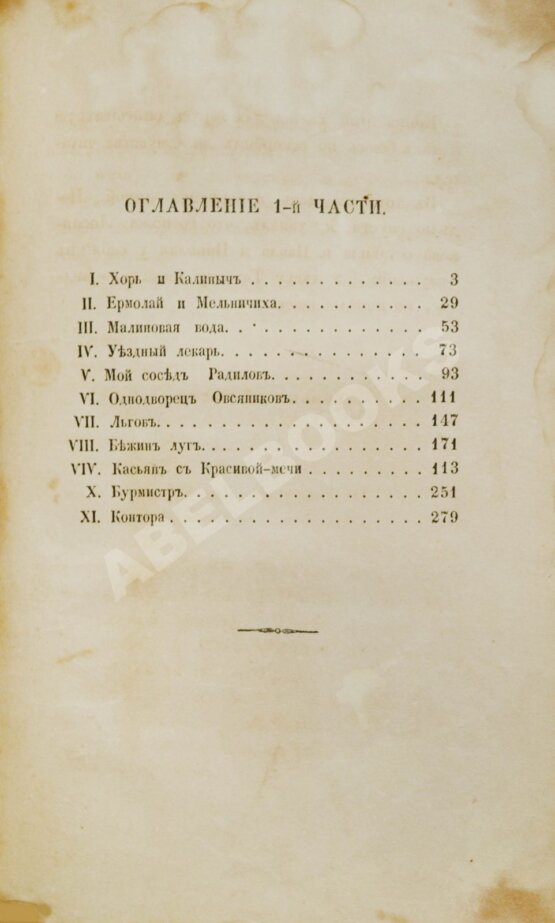 ОГЛАВЛЕНІЕ 1-й ЧАСТИ.
I. Хорь и Калинычъ . . . . . . . . . . . . . 3
II. Ермолай и Мельничиха. . . . . . . . . . . 29
III. Малиновая вода. . . . . . . . . . . . . . 53
IV. Уѣздный лекарь. . . . . . . . . . . . . . 73
V. Мой сосѣдъ Радиловъ. . . . . . . . . . . 93
VI. Однодворецъ Овсяниковъ. . . . . . . . . . 111
VII. Льговъ. . . . . . . . . . . . . . . . . 147
VIII. Бѣжинъ лугъ. . . . . . . . . . . . . . . 171
VIV. Касьянъ съ Красивой-мечи . . . . . . . . 113
X. Бурмистръ. . . . . . . . . . . . . . . . 251
XI. Контора . . . . . . . . . . . . . . . . . 279
ABELBOOKS